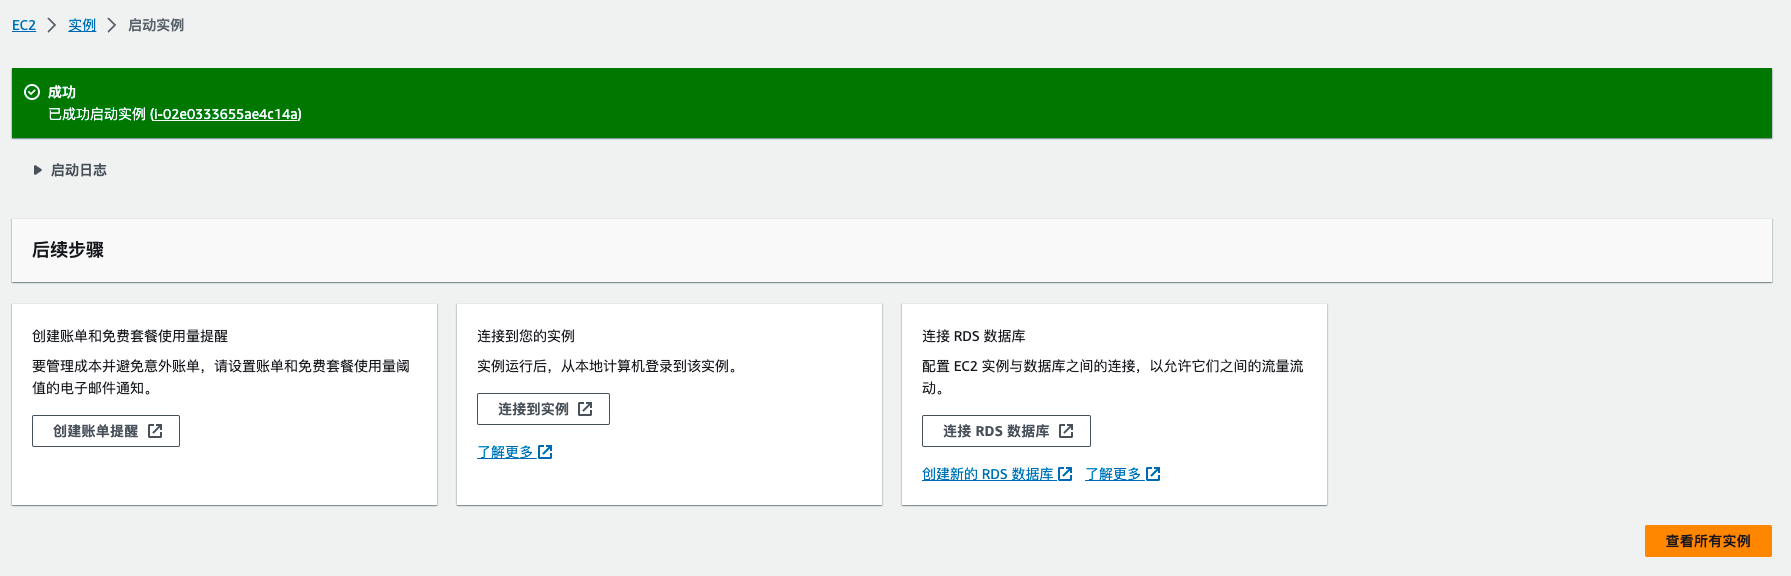 EC2 实例 启动实例
成功
已成功启动实例 (i-02e0333655ae4c14a)
启动日志
后续步骤
创建账单和免费套餐使用量提醒
要管理成本并避免意外账单，请设置账单和免费套餐使用量阈
值的电子邮件通知。
创建账单提醒
连接到您的实例
实例运行后，从本地计算机登录到该实例。
连接到实例
了解更多
连接 RDS 数据库
配置 EC2 实例与数据库之间的连接，以允许它们之间的流量流
动。
连接 RDS 数据库
创建新的 RDS 数据库 了解更多
查看所有实例